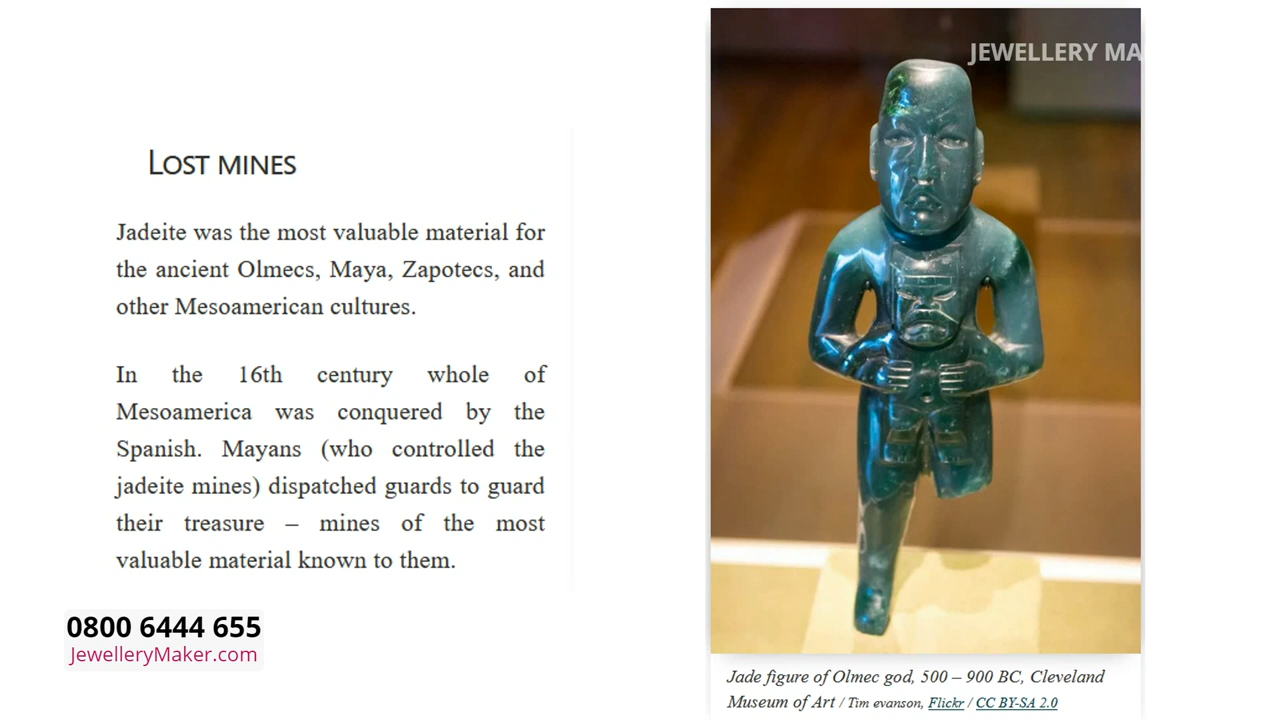 LOST MINES
Jadeite was the most valuable material for
the ancient Olmecs, Maya, Zapotecs, and
other Mesoamerican cultures.
In the 16th century whole of
Mesoamerica was conquered by the
Spanish. Mayans (who controlled the
jadeite mines) dispatched guards to guard
their treasure – mines of the most
valuable material known to them.
0800 6444 655
JewelleryMaker.com
JEWELLERY MA
Jade figure of Olmec god, 500 – 900 BC, Cleveland
Museum of Art / Tim evanson, Flickr / CC BY-SA 2.0